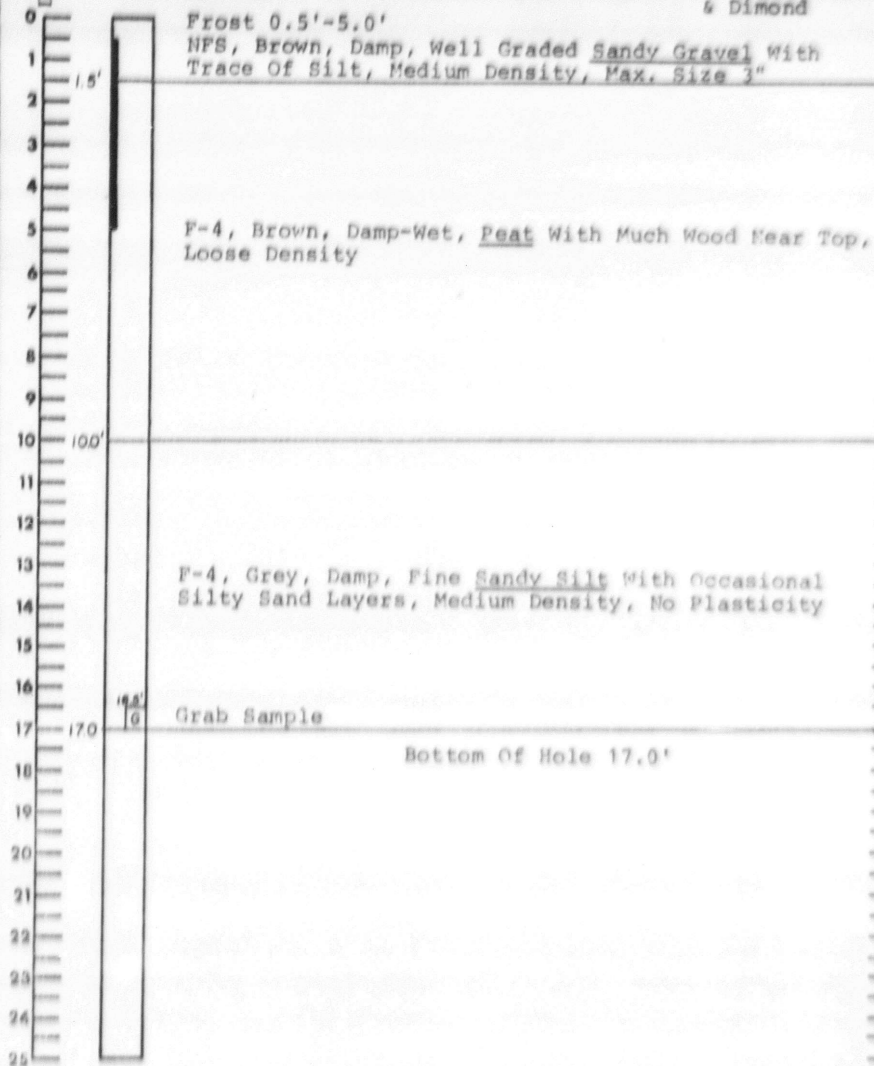 & Dimond
0
Frost 0.5'-5.0'
NFS, Brown, Damp, Well Graded Sandy Gravel With
Trace Of Silt, Medium Density, Max. Size 3"
1
1.5'
2
3
4
5
F-4, Brown, Damp-Wet, Peat With Much Wood Near Top,
Loose Density
6
7
8
9
10
10.0'
11
12
13
F-4, Grey, Damp, Fine Sandy Silt With Occasional
Silty Sand Layers, Medium Density, No Plasticity
14
15
16
16.5'
G
Grab Sample
17
17.0
Bottom Of Hole 17.0'
18
19
20
21
22
23
24
25